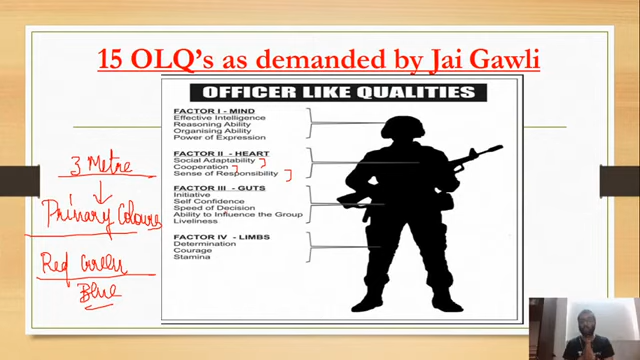 15 OLQ's as demanded by Jai Gawli
OFFICER LIKE QUALITIES
FACTOR I - MIND
Effective Intelligence
Reasoning Ability
Organising Ability
Power of Expression
FACTOR II - HEART
Social Adaptability
Cooperation
Sense of Responsibility
FACTOR III - GUTS
Initiative
Self Confidence
Speed of Decision
Ability to Influence the Group
Liveliness
FACTOR IV - LIMBS
Determination
Courage
Stamina
3 Metre
Primary Colours
Red Green
Blue